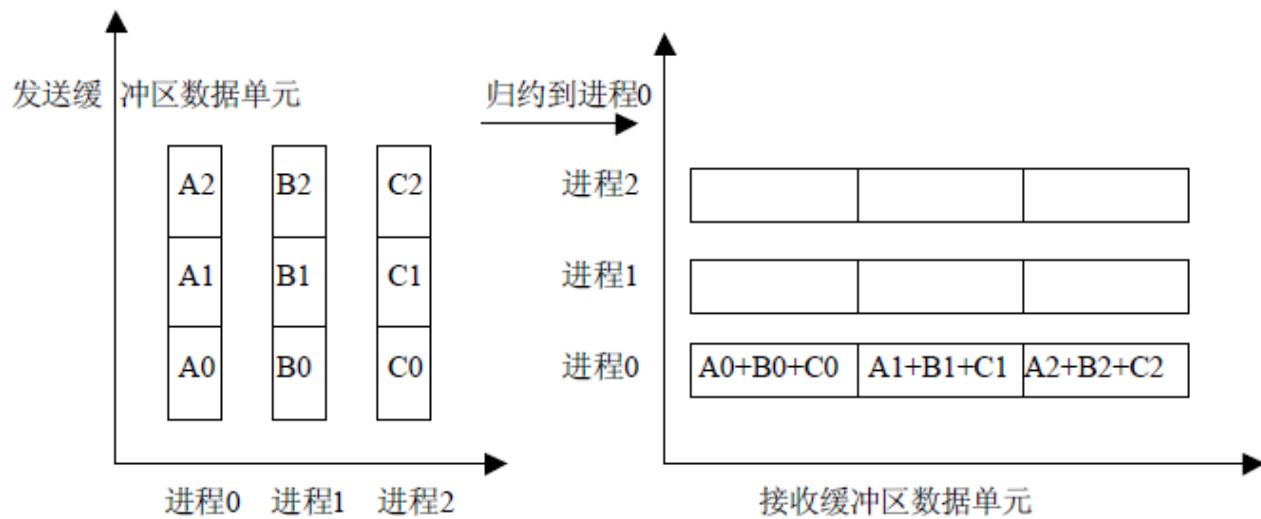 发送缓冲区数据单元
归约到进程0
A2 B2 C2
A1 B1 C1
A0 B0 C0
进程0 进程1 进程2
进程2
进程1
进程0 A0+B0+C0 A1+B1+C1 A2+B2+C2
接收缓冲区数据单元